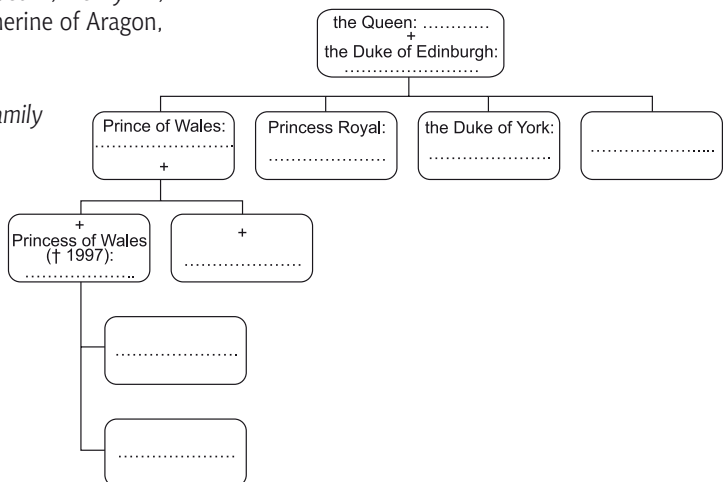 herine of Aragon,
amily
the Queen: ............
+
the Duke of Edinburgh:
.......................
Prince of Wales:
........................
+
Princess Royal:
....................
the Duke of York:
.....................
.....................
+
Princess of Wales
(† 1997):
...................
+
....................
.....................
....................